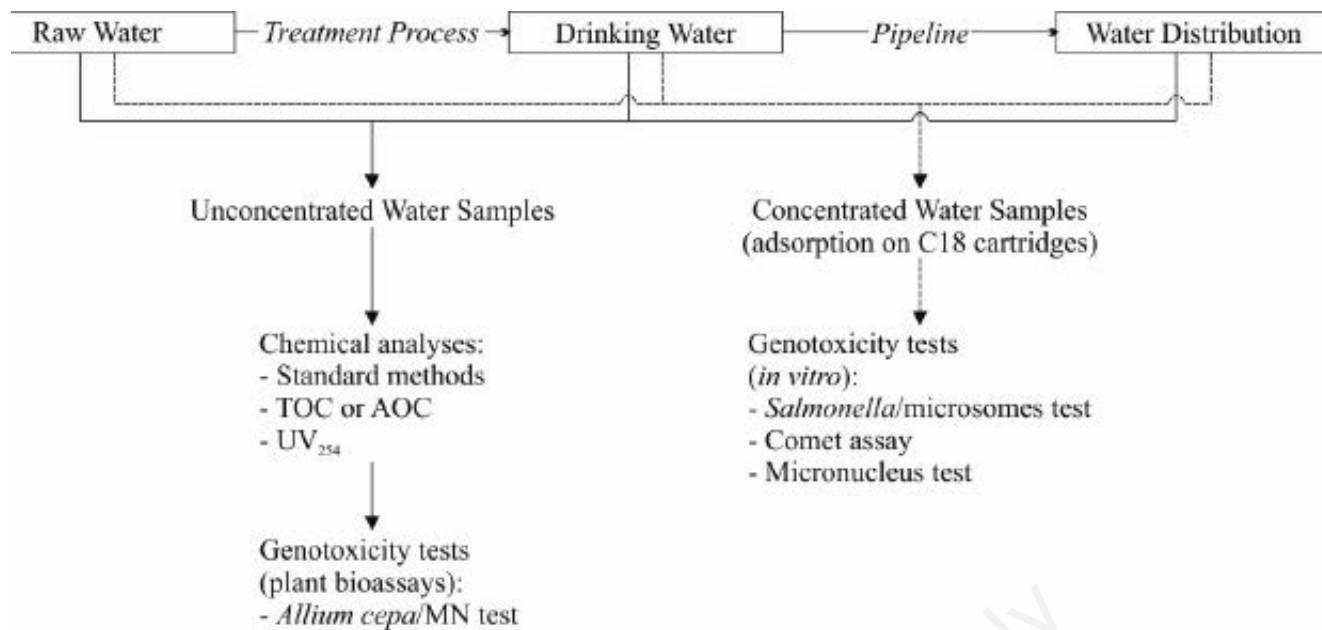 Raw Water
Treatment Process
Drinking Water
Pipeline
Water Distribution
Unconcentrated Water Samples
Concentrated Water Samples
(adsorption on C18 cartridges)
Chemical analyses:
- Standard methods
- TOC or AOC
- UV254
Genotoxicity tests
(in vitro):
- Salmonella/microsomes test
- Comet assay
- Micronucleus test
Genotoxicity tests
(plant bioassays):
- Allium cepa/MN test